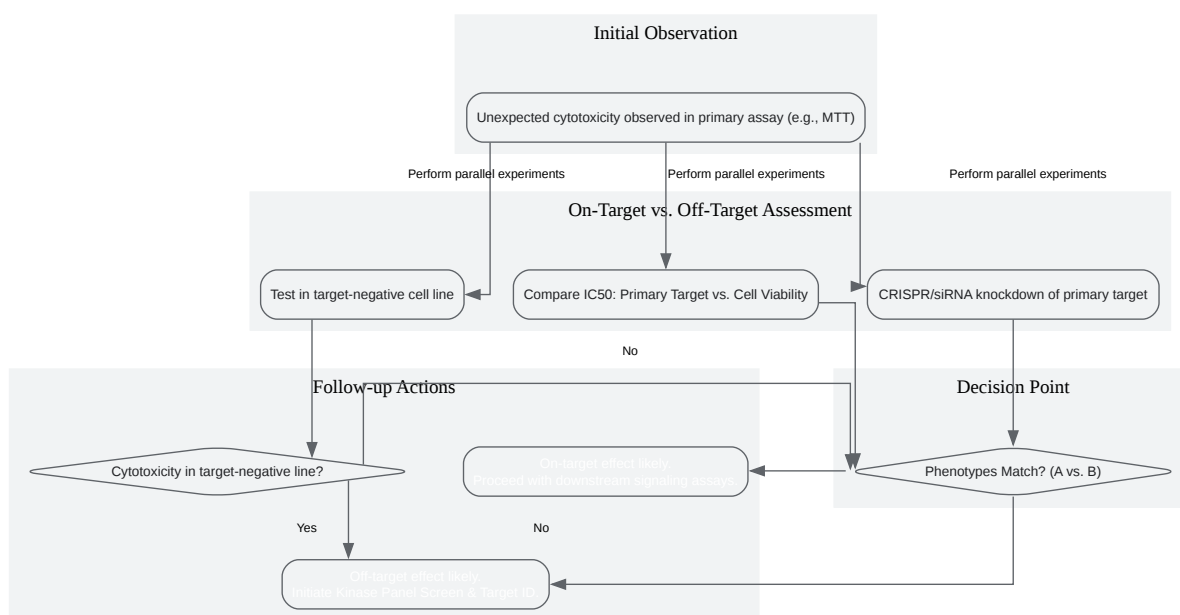 Initial Observation
Unexpected cytotoxicity observed in primary assay (e.g., MTT)
Perform parallel experiments
Perform parallel experiments
Perform parallel experiments
On-Target vs. Off-Target Assessment
Test in target-negative cell line
Compare IC50: Primary Target vs. Cell Viability
CRISPR/siRNA knockdown of primary target
No
Follow-up Actions
Decision Point
Cytotoxicity in target-negative line?
On-target effect likely.
Proceed with downstream signaling assays.
Phenotypes Match? (A vs. B)
Yes
No
Off-target effect likely.
Initiate Kinase Panel Screen & Target ID.